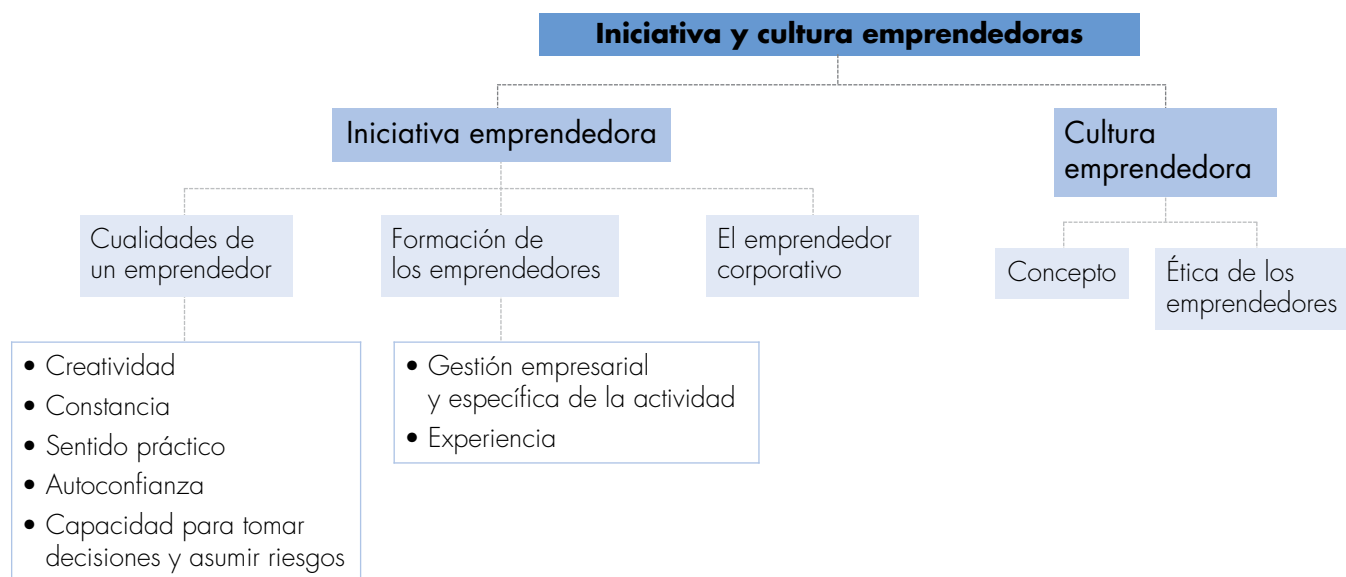 Iniciativa y cultura emprendedoras
Iniciativa emprendedora
Cultura
emprendedora
Cualidades de
un emprendedor
Formación de
los emprendedores
El emprendedor
corporativo
Concepto
Ética de los
emprendedores
• Creatividad
• Constancia
• Sentido práctico
• Autoconfianza
• Capacidad para tomar
decisiones y asumir riesgos
• Gestión empresarial
y específica de la actividad
• Experiencia